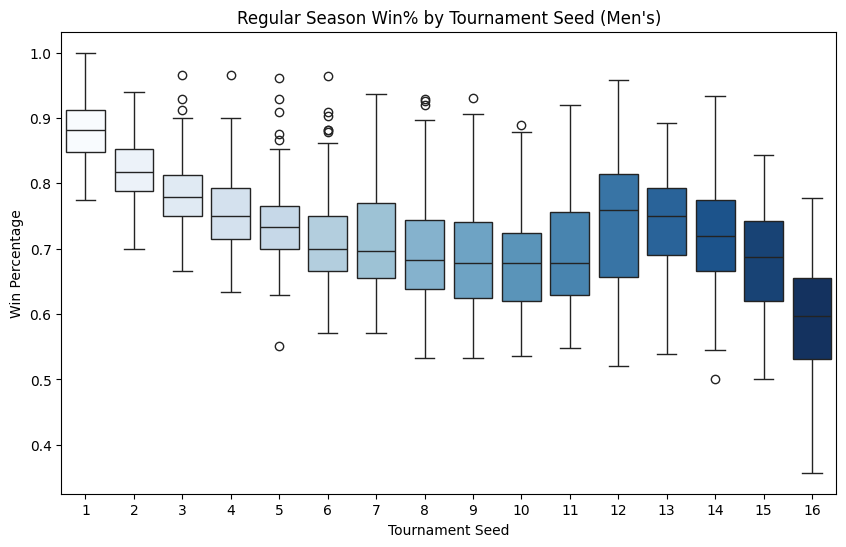 Regular Season Win% by Tournament Seed (Men's)
Win Percentage
1.0
0.9
0.8
0.7
0.6
0.5
0.4
1 2 3 4 5 6 7 8 9 10 11 12 13 14 15 16
Tournament Seed